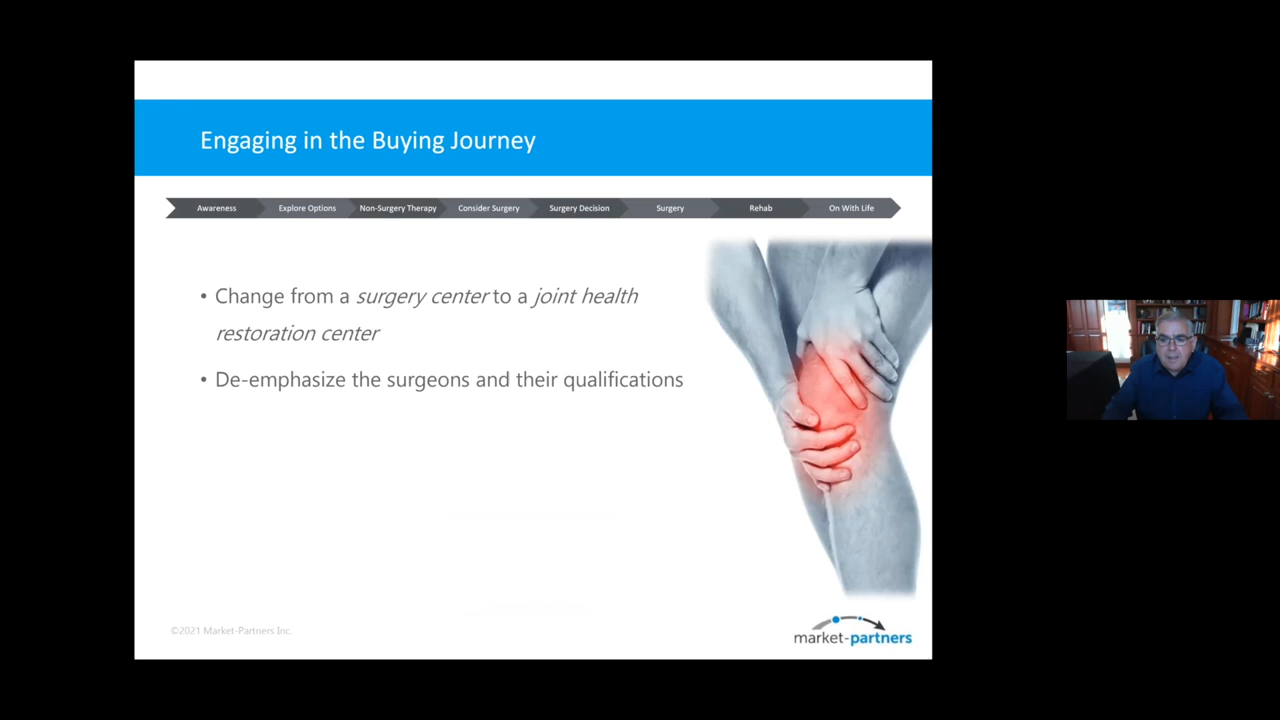 Engaging in the Buying Journey
Awareness Explore Options Non-Surgery Therapy Consider Surgery Surgery Decision Surgery Rehab On With Life
• Change from a surgery center to a joint health
restoration center
• De-emphasize the surgeons and their qualifications
©2021 Market-Partners Inc.
market-partners